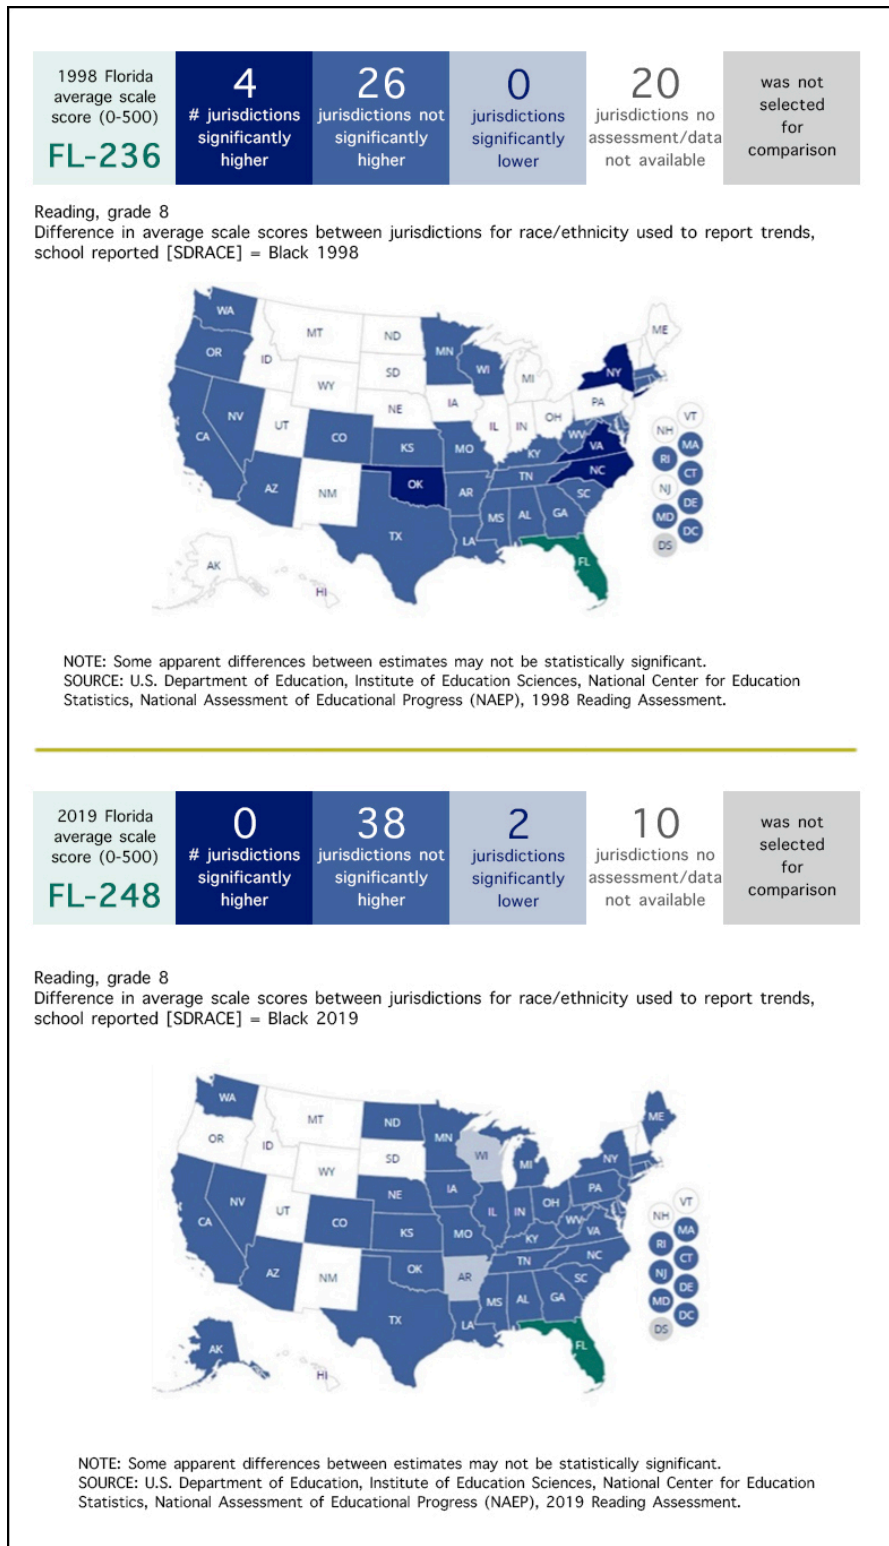 1998 Florida
average scale
score (0-500)
FL-236
4
# jurisdictions
significantly
higher
26
jurisdictions not
significantly
higher
0
jurisdictions
significantly
lower
20
jurisdictions no
assessment/data
not available
was not
selected
for
comparison
Reading, grade 8
Difference in average scale scores between jurisdictions for race/ethnicity used to report trends,
school reported [SDRACE] = Black 1998
WA
MT
ND
ME
OR
ID
MN
SD
WI
NY
WY
MI
IA
PA
NE
NV
UT
IL
IN
OH
VT
NH
CA
CO
KS
MO
WV
VA
MA
KY
RI
CT
AZ
NM
OK
AR
TN
NC
NJ
DE
SC
MS
AL
GA
MD
DC
TX
LA
DS
AK
HI
FL
NOTE: Some apparent differences between estimates may not be statistically significant.
SOURCE: U.S. Department of Education, Institute of Education Sciences, National Center for Education
Statistics, National Assessment of Educational Progress (NAEP), 1998 Reading Assessment.
2019 Florida
average scale
score (0-500)
FL-248
0
# jurisdictions
significantly
higher
38
jurisdictions not
significantly
higher
2
jurisdictions
significantly
lower
10
jurisdictions no
assessment/data
not available
was not
selected
for
comparison
Reading, grade 8
Difference in average scale scores between jurisdictions for race/ethnicity used to report trends,
school reported [SDRACE] = Black 2019
WA
MT
ND
ME
OR
ID
MN
SD
WI
NY
WY
MI
IA
PA
NE
NV
UT
IL
IN
OH
VT
NH
CA
CO
KS
MO
WV
VA
MA
KY
RI
CT
AZ
NM
OK
AR
TN
NC
NJ
DE
SC
MS
AL
GA
MD
DC
TX
LA
DS
AK
HI
FL
NOTE: Some apparent differences between estimates may not be statistically significant.
SOURCE: U.S. Department of Education, Institute of Education Sciences, National Center for Education
Statistics, National Assessment of Educational Progress (NAEP), 2019 Reading Assessment.